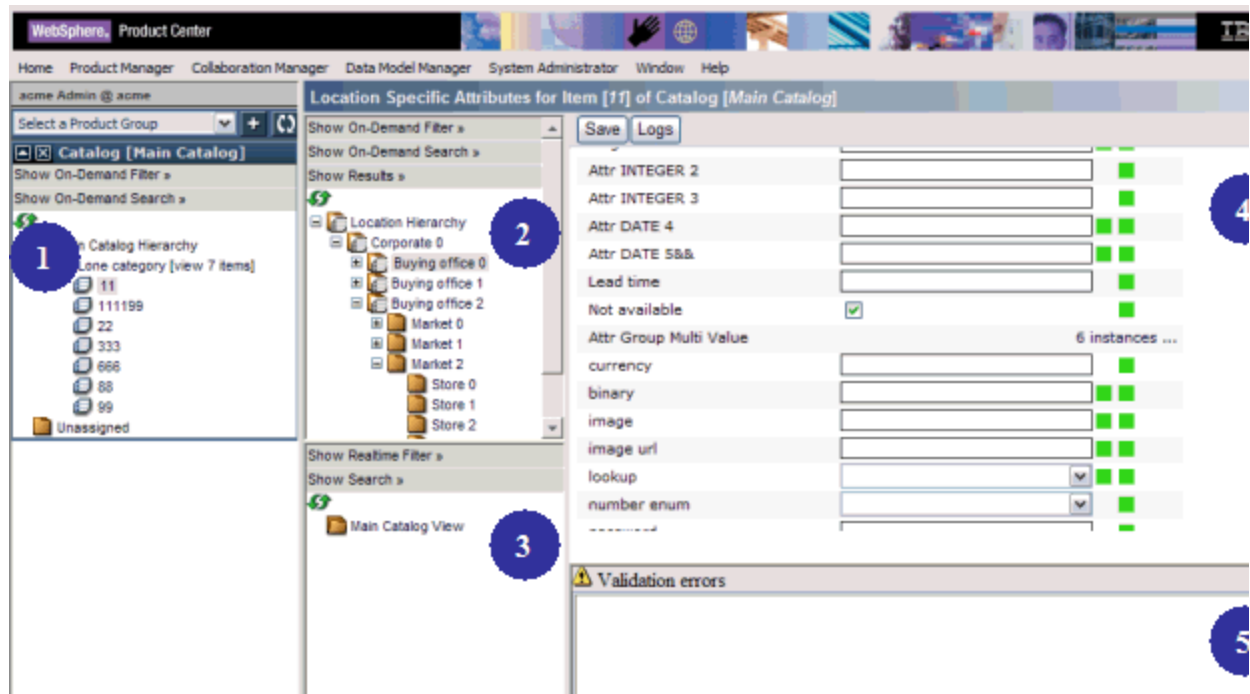 WebSphere. Product Center
Home Product Manager Collaboration Manager Data Model Manager System Administrator Window Help
acme Admin @ acme
Select a Product Group
Catalog [Main Catalog]
Show On-Demand Filter »
Show On-Demand Search »
1
Catalog Hierarchy
Lone category [view 7 items]
11
111199
22
333
666
88
99
Unassigned
Location Specific Attributes for Item [11] of Catalog [Main Catalog]
Show On-Demand Filter »
Show On-Demand Search »
Show Results »
Location Hierarchy
2
Corporate 0
Buying office 0
Buying office 1
Buying office 2
Market 0
Market 1
Market 2
Store 0
Store 1
Store 2
Show Realtime Filter »
Show Search »
Main Catalog View
3
Save Logs
Attr INTEGER 2
Attr INTEGER 3
4
Attr DATE 4
Attr DATE 5&&
Lead time
Not available
Attr Group Multi Value 6 instances ...
currency
binary
image
image url
lookup
number enum
Validation errors
5